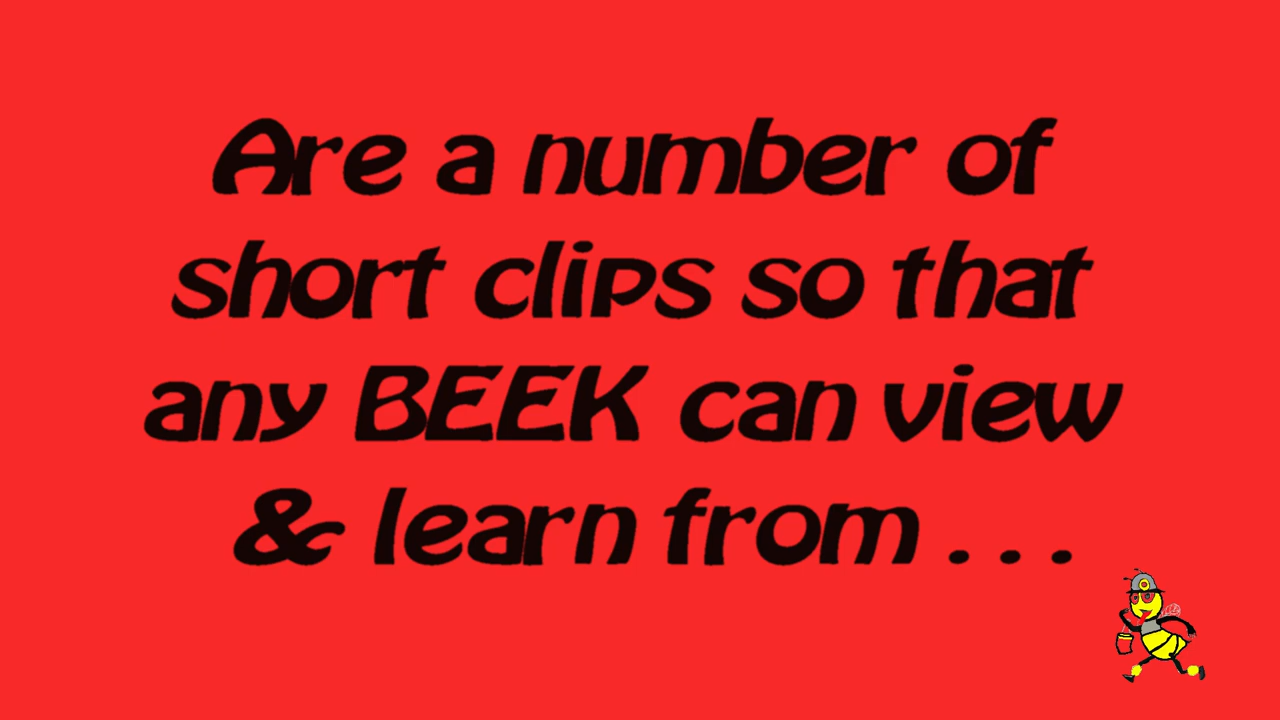 Are a number of
short clips so that
any BEEK can view
& learn from . . .